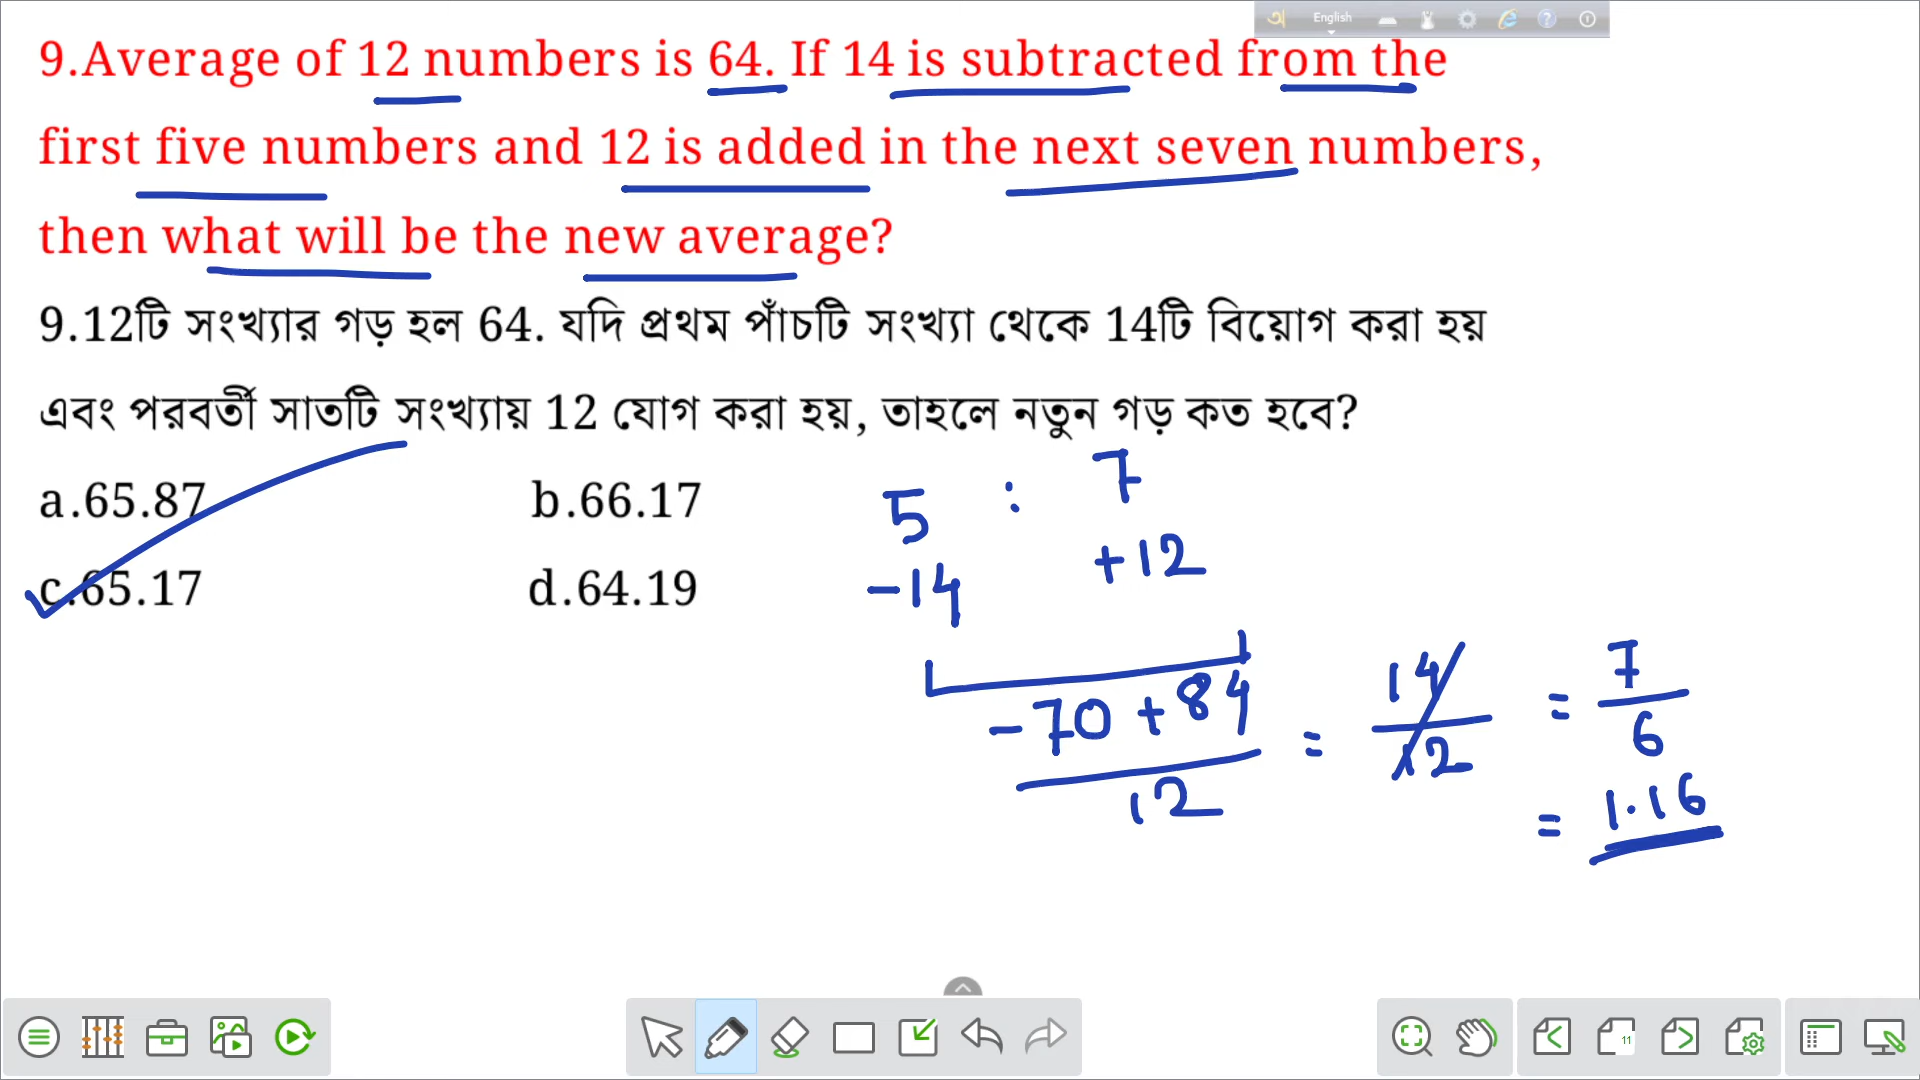 English
9.Average of 12 numbers is 64. If 14 is subtracted from the
first five numbers and 12 is added in the next seven numbers,
then what will be the new average?
9.12টি সংখ্যার গড় হল 64. যদি প্রথম পাঁচটি সংখ্যা থেকে 14টি বিয়োগ করা হয়
এবং পরবর্তী সাতটি সংখ্যায় 12 যোগ করা হয়, তাহলে নতুন গড় কত হবে?
a.65.87 b.66.17
c.65.17 d.64.19
5 : 7
-14 +12
-70 +84 = 14 = 7
12 12 6
= 1.16
11